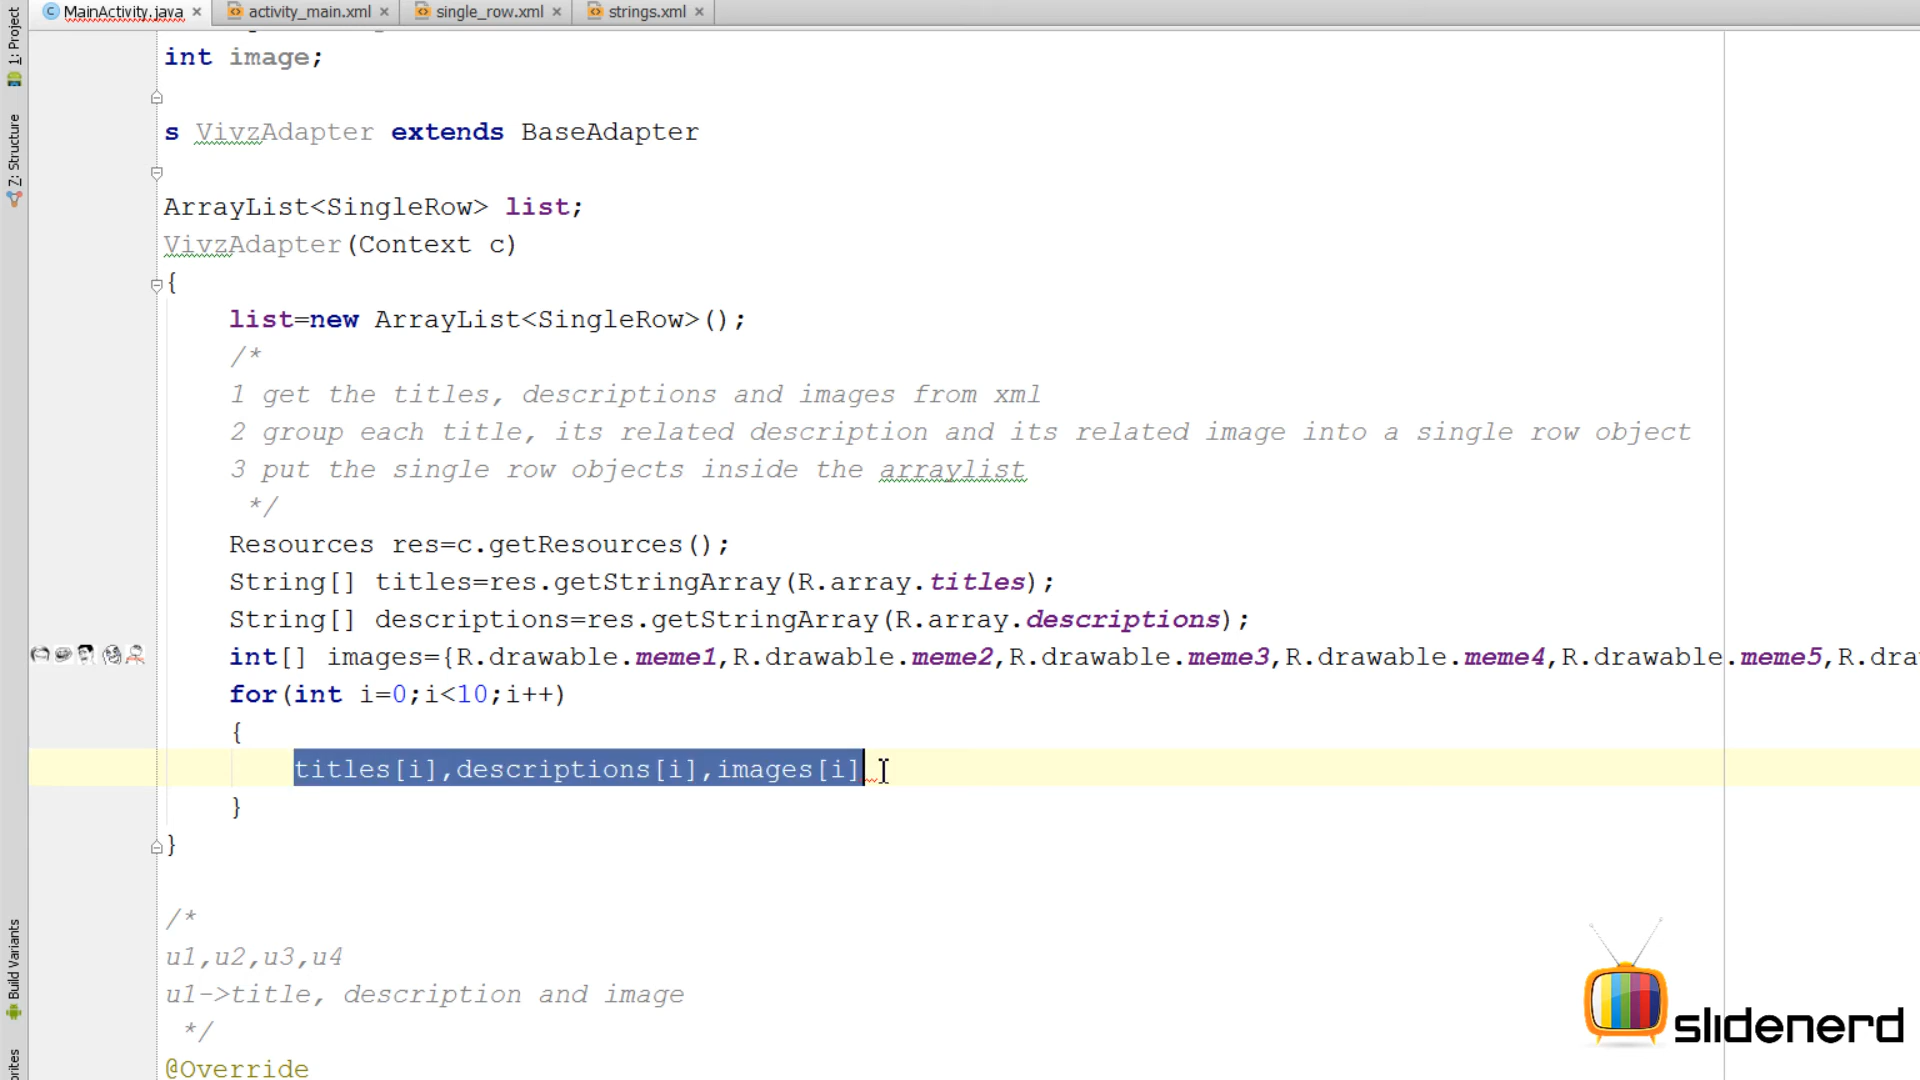 MainActivity.java activity_main.xml single_row.xml strings.xml
1: Project
Z: Structure
Build Variants
int image;
s VivzAdapter extends BaseAdapter
ArrayList<SingleRow> list;
VivzAdapter(Context c)
{
list=new ArrayList<SingleRow>();
/*
1 get the titles, descriptions and images from xml
2 group each title, its related description and its related image into a single row object
3 put the single row objects inside the arraylist
*/
Resources res=c.getResources();
String[] titles=res.getStringArray(R.array.titles);
String[] descriptions=res.getStringArray(R.array.descriptions);
int[] images={R.drawable.meme1,R.drawable.meme2,R.drawable.meme3,R.drawable.meme4,R.drawable.meme5,R.dra
for(int i=0;i<10;i++)
{
titles[i],descriptions[i],images[i]
}
}
/*
u1,u2,u3,u4
u1->title, description and image
*/
@Override
slidenerd